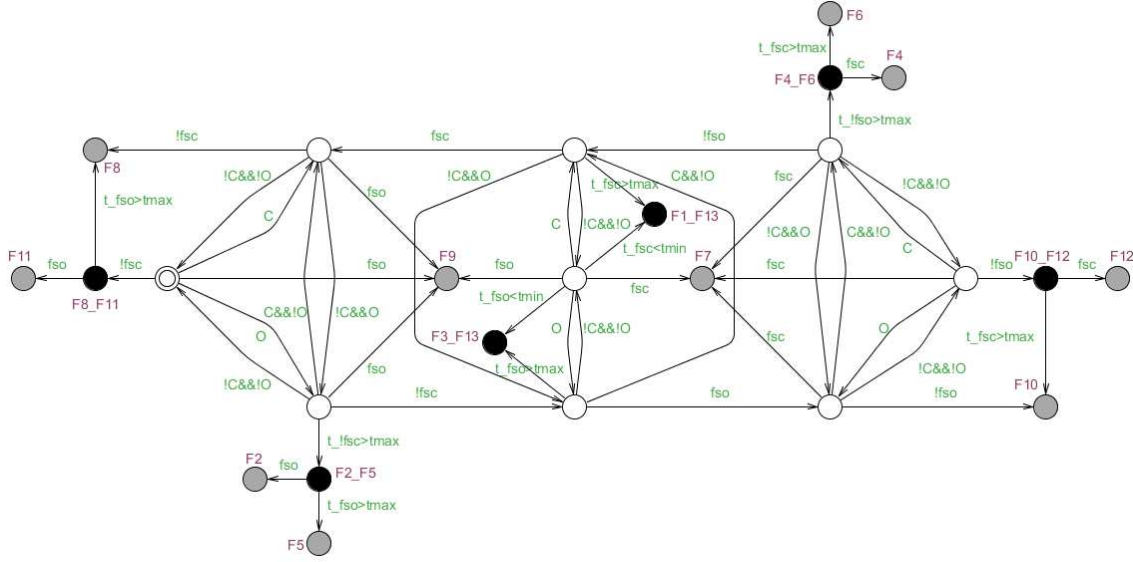 F6
t_fsc>tmax
F4
fsc
F4_F6
t_!fso>tmax
!fsc
fsc
!fso
F8
!C&&!O
fso
!C&&O
t_fsc>tmax
C&&!O
fsc
!C&&!O
t_fso>tmax
C
C
!C&&!O
F1_F13
!C&&O
C&&!O
C
t_fsc<tmin
F11
fso
!fsc
fso
F9
fso
F7
fsc
!fso
F10_F12
fsc
F12
fsc
F8_F11
t_fso<tmin
C&&!O
!C&&O
O
F3_F13
O
!C&&!O
fsc
O
t_fsc>tmax
!C&&!O
fso
t_fso>tmax
!C&&!O
!fsc
fso
!fso
F10
t_!fsc>tmax
F2
fso
F2_F5
t_fso>tmax
F5